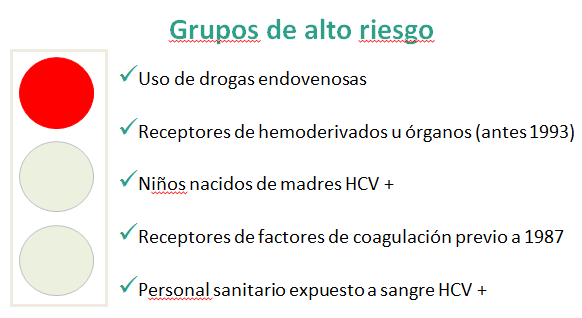 Grupos de alto riesgo
Uso de drogas endovenosas
Receptores de hemoderivados u órganos (antes 1993)
Niños nacidos de madres HCV +
Receptores de factores de coagulación previo a 1987
Personal sanitario expuesto a sangre HCV +